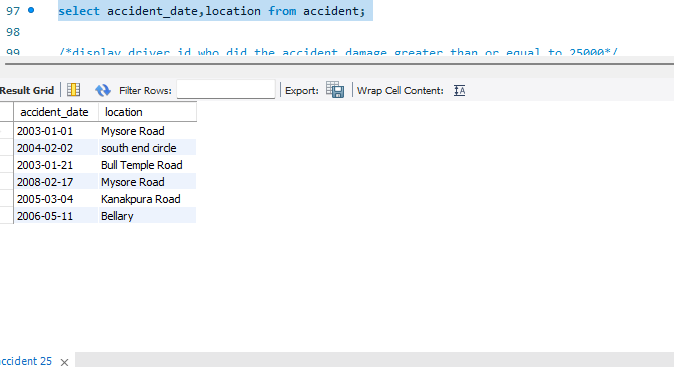 97 select accident_date,location from accident;
98
99 /*display driver id who did the accident damage greater than or equal to 25000*/
Result Grid Filter Rows: Export: Wrap Cell Content:
accident_date location
2003-01-01 Mysore Road
2004-02-02 south end circle
2003-01-21 Bull Temple Road
2008-02-17 Mysore Road
2005-03-04 Kanakpura Road
2006-05-11 Bellary
accident 25